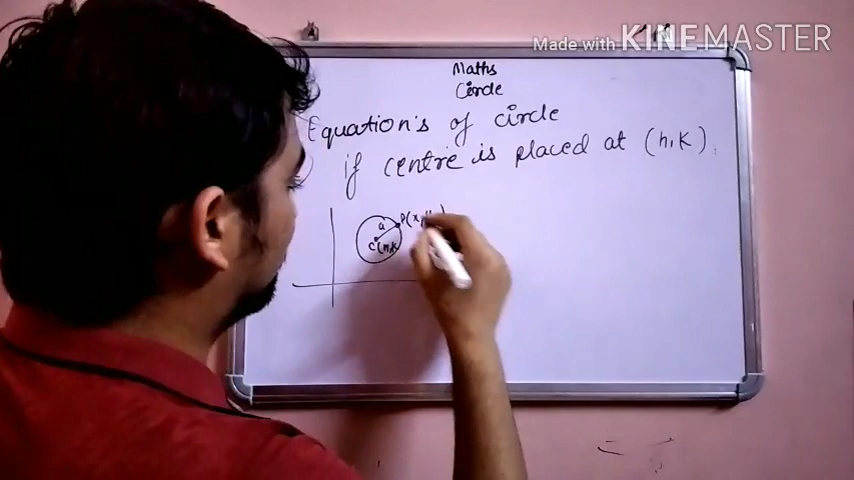 Made with KINEMASTER
Maths
Circle
Equation's of circle
if centre is placed at (h,K)
a
P(x,y)
C(h,k